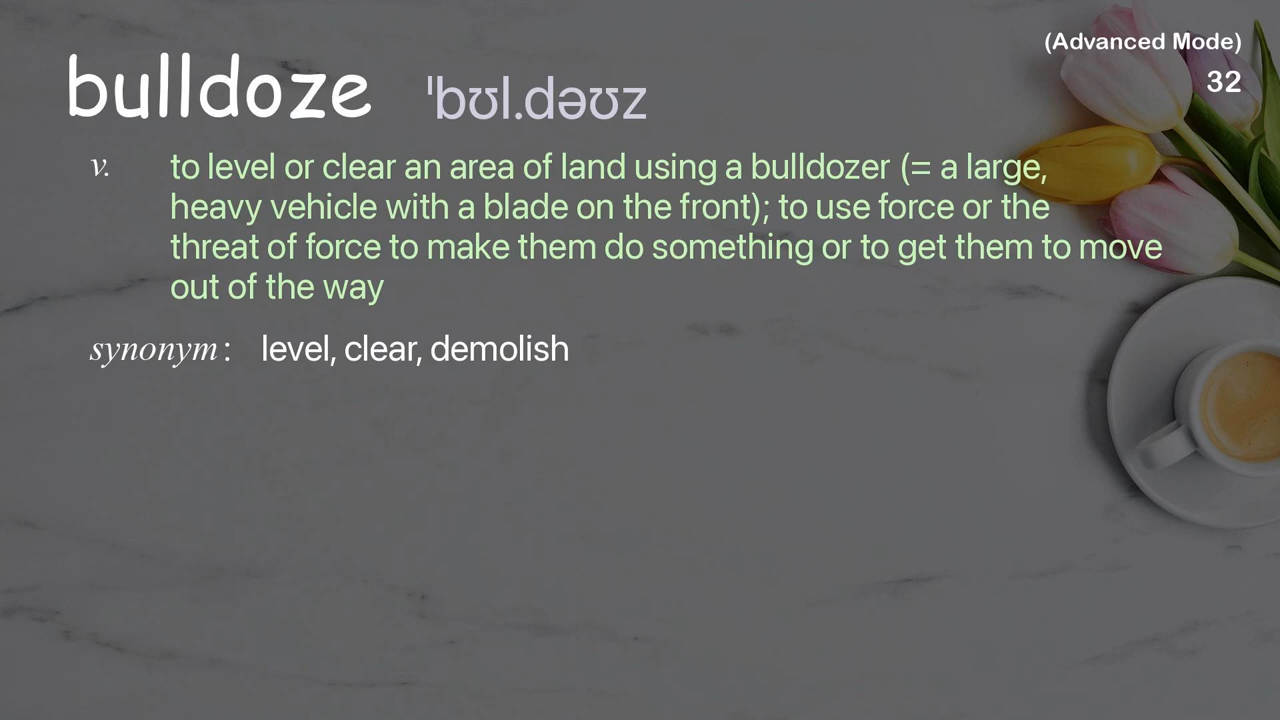 (Advanced Mode)
32
bulldoze ˈbʊl.dəʊz
v. to level or clear an area of land using a bulldozer (= a large,
heavy vehicle with a blade on the front); to use force or the
threat of force to make them do something or to get them to move
out of the way
synonym : level, clear, demolish